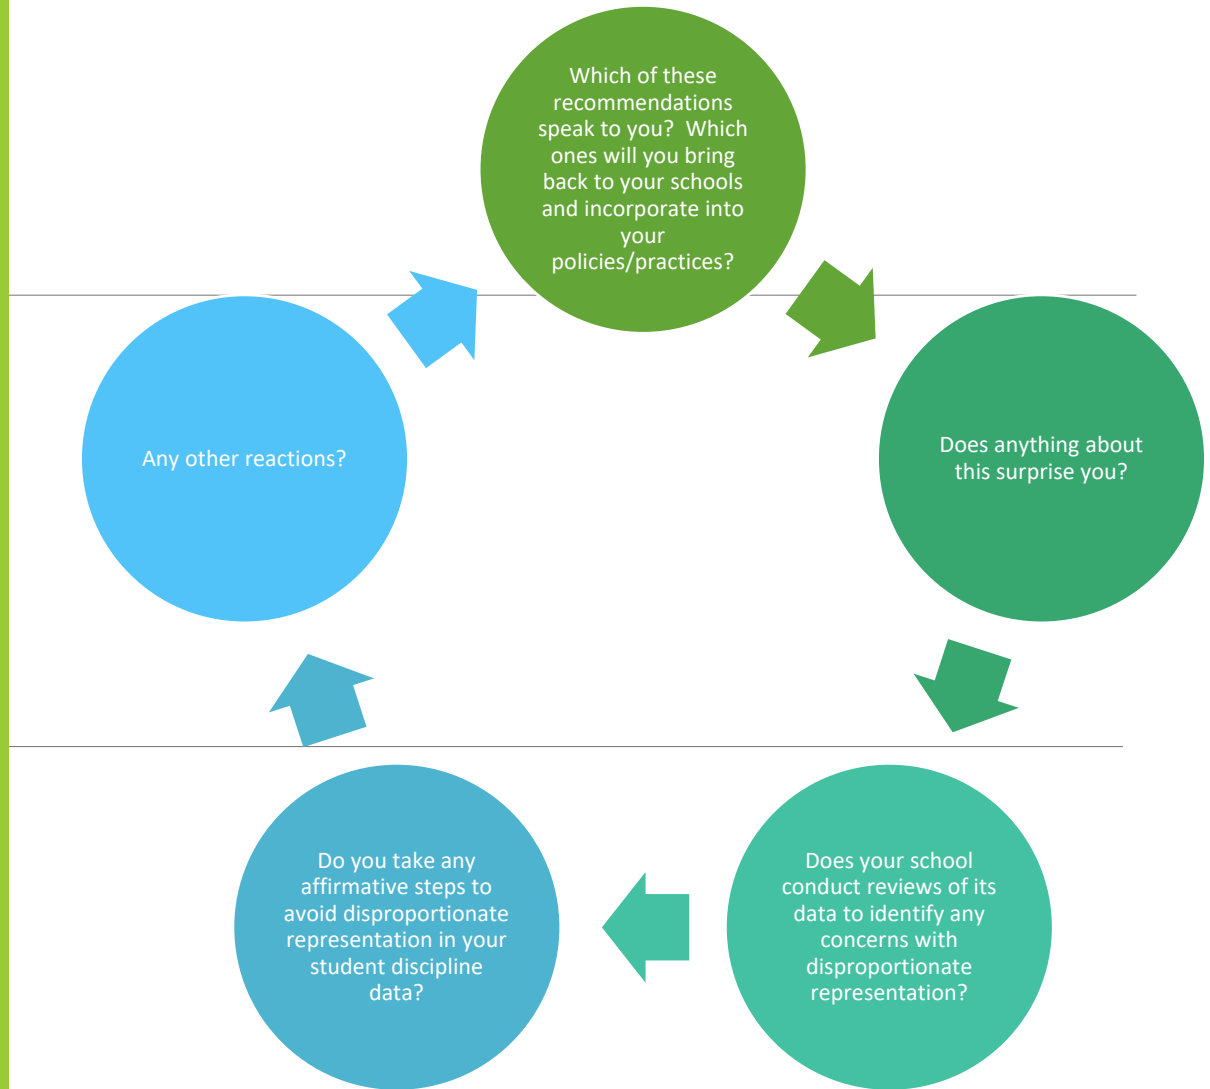 Which of these
recommendations
speak to you?  Which
ones will you bring
back to your schools
and incorporate into
your
policies/practices?
Does anything about
this surprise you?
Does your school
conduct reviews of its
data to identify any
concerns with
disproportionate
representation?
Do you take any
affirmative steps to
avoid disproportionate
representation in your
student discipline
data?
Any other reactions?